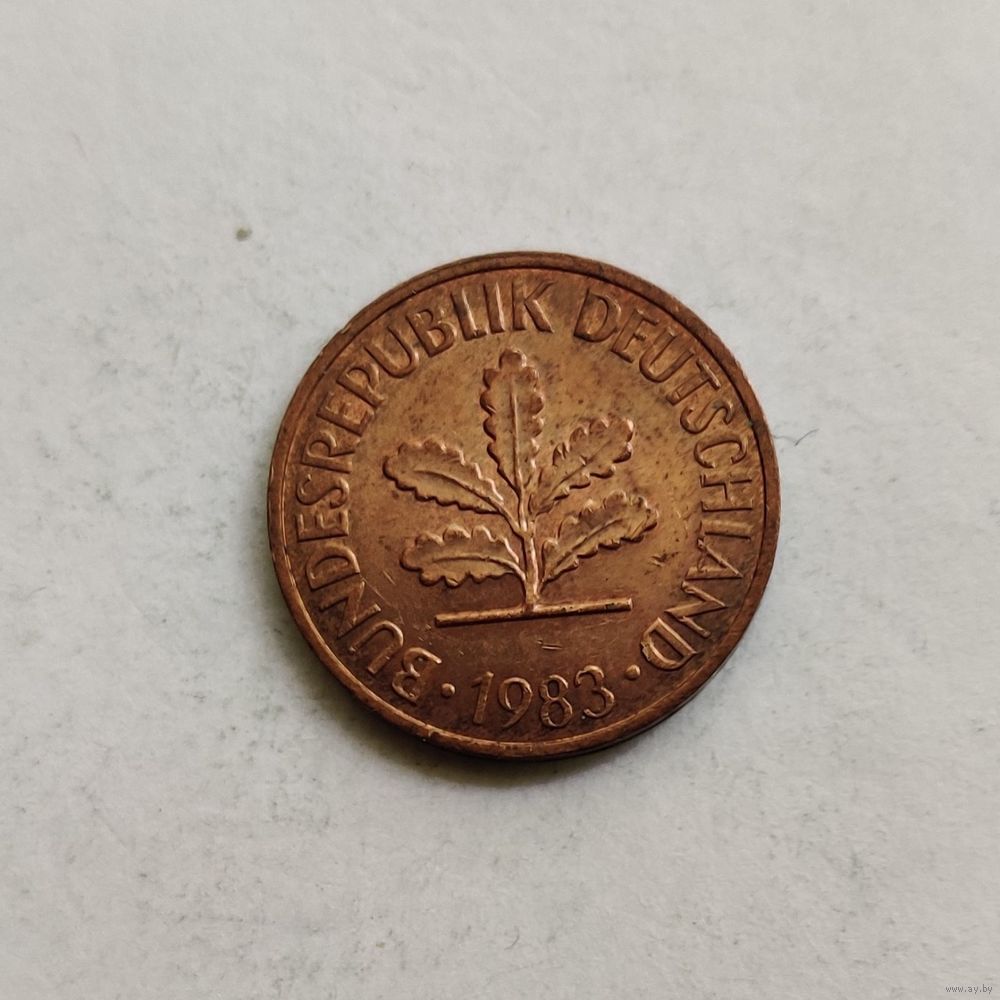 BUNDESREPUBLIK DEUTSCHLAND
· 1983 ·
www.ay.by